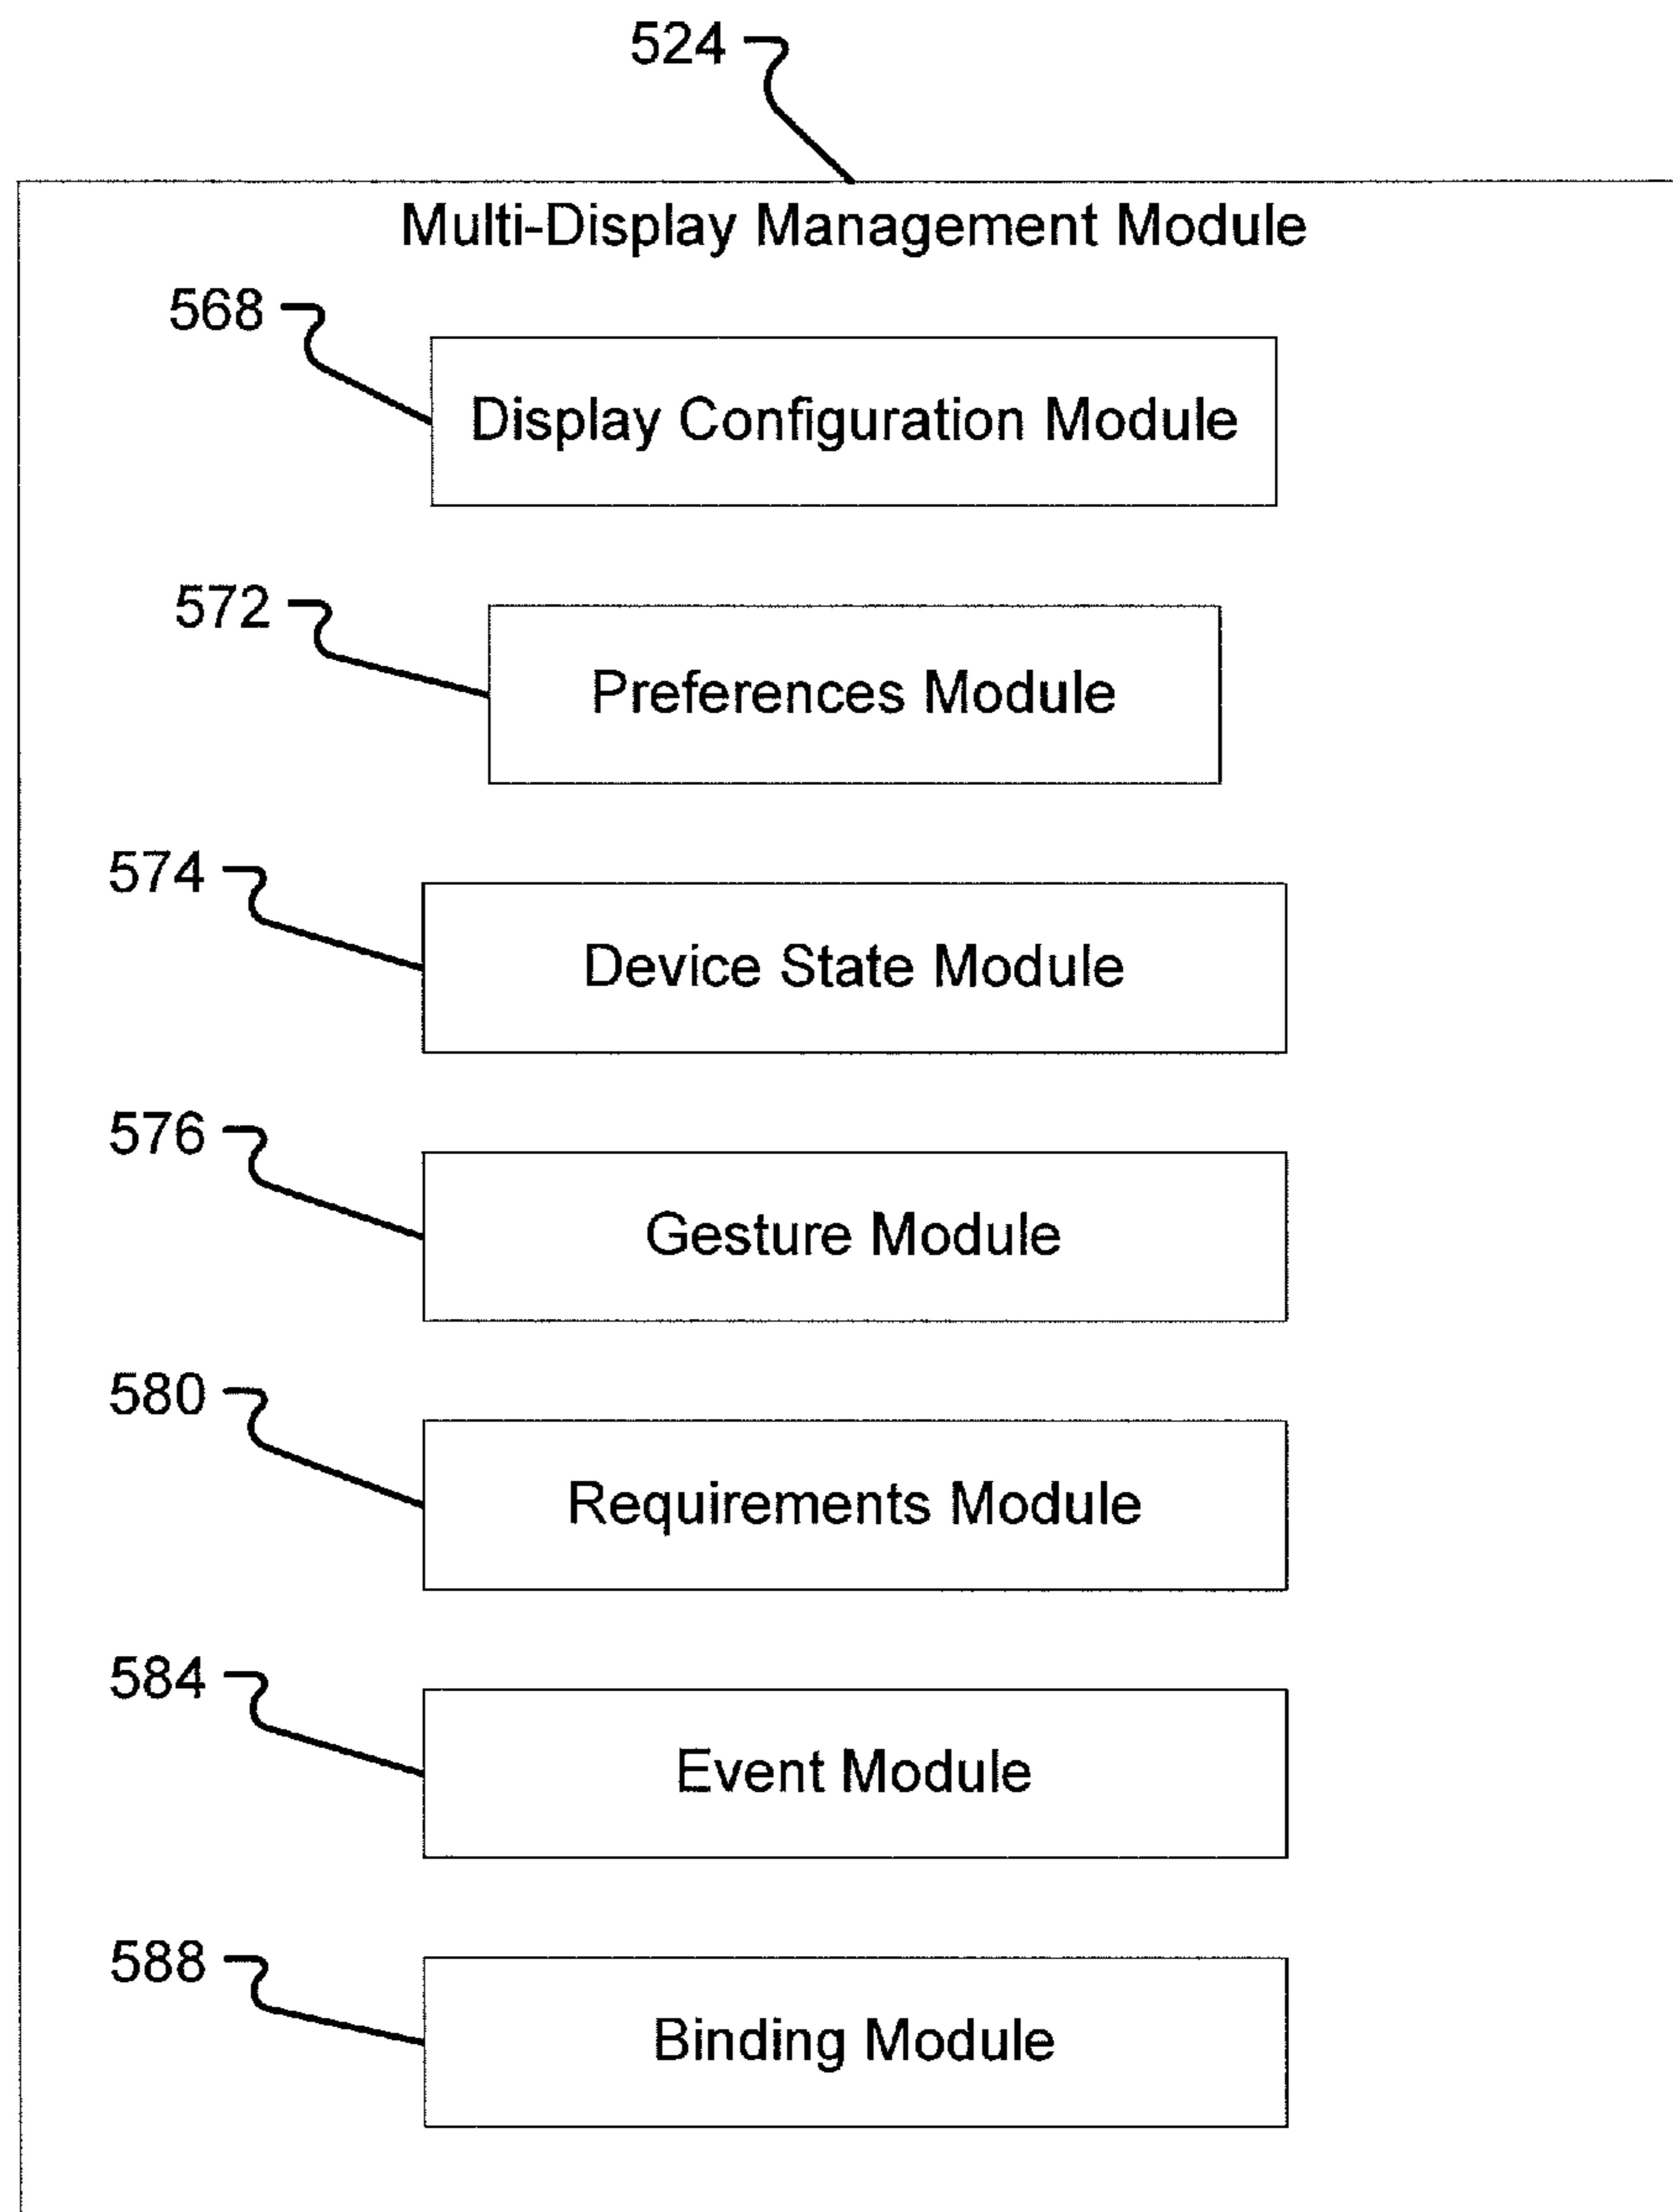 524
Multi-Display Management Module
568
Display Configuration Module
572
Preferences Module
574
Device State Module
576
Gesture Module
580
Requirements Module
584
Event Module
588
Binding Module